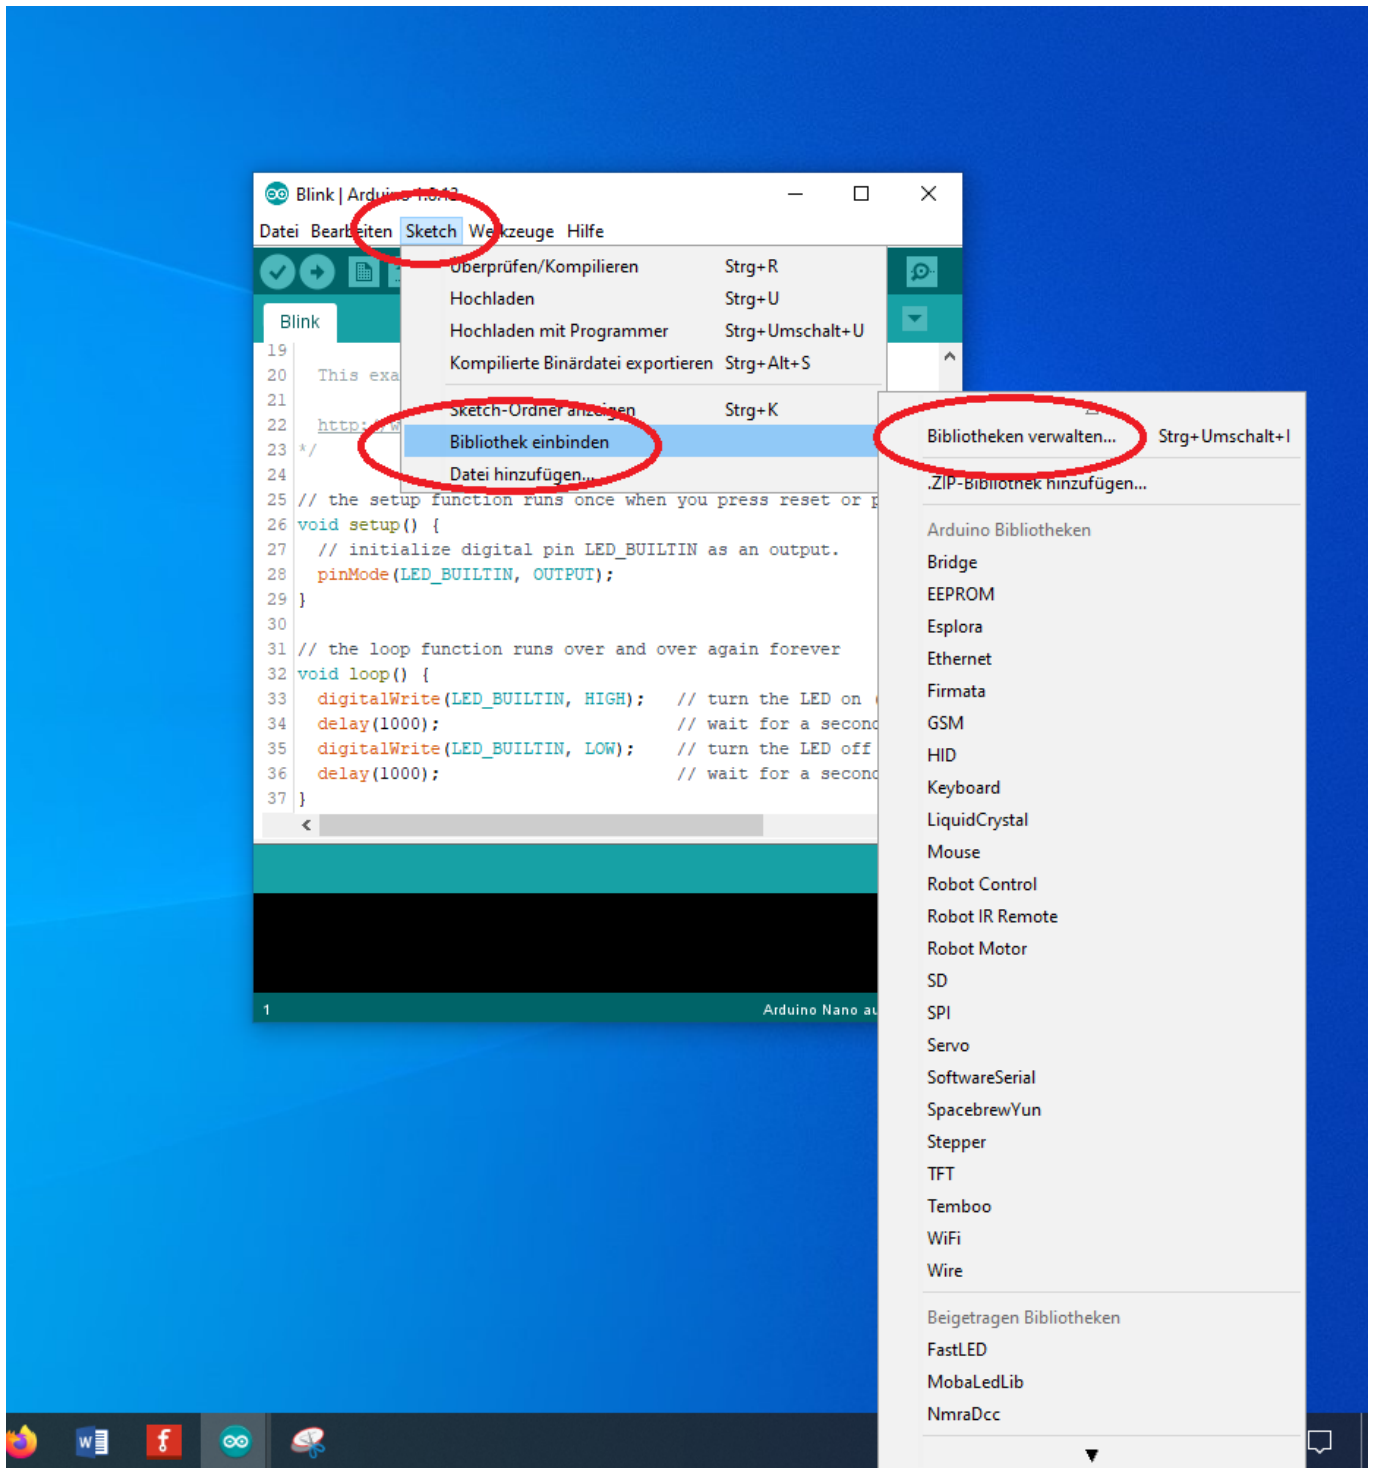 Blink | Arduino 1.8.13
Datei Bearbeiten Sketch Werkzeuge Hilfe
Überprüfen/Kompilieren Strg+R
Hochladen Strg+U
Hochladen mit Programmer Strg+Umschalt+U
Kompilierte Binärdatei exportieren Strg+Alt+S
Sketch-Ordner anzeigen Strg+K
Bibliothek einbinden
Datei hinzufügen...
Blink
19
20 This exa
21
22 http://w
23 */
24
25 // the setup function runs once when you press reset or p
26 void setup() {
27 // initialize digital pin LED_BUILTIN as an output.
28 pinMode(LED_BUILTIN, OUTPUT);
29 }
30
31 // the loop function runs over and over again forever
32 void loop() {
33 digitalWrite(LED_BUILTIN, HIGH); // turn the LED on (
34 delay(1000); // wait for a second
35 digitalWrite(LED_BUILTIN, LOW); // turn the LED off
36 delay(1000); // wait for a second
37 }
1 Arduino Nano au
Bibliotheken verwalten... Strg+Umschalt+I
.ZIP-Bibliothek hinzufügen...
Arduino Bibliotheken
Bridge
EEPROM
Esplora
Ethernet
Firmata
GSM
HID
Keyboard
LiquidCrystal
Mouse
Robot Control
Robot IR Remote
Robot Motor
SD
SPI
Servo
SoftwareSerial
SpacebrewYun
Stepper
TFT
Temboo
WiFi
Wire
Beigetragen Bibliotheken
FastLED
MobaLedLib
NmraDcc